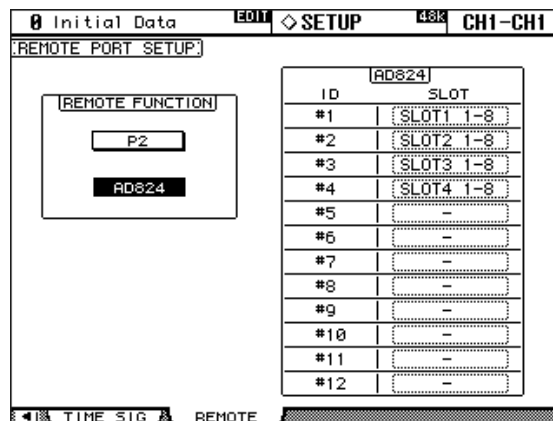 0 Initial Data EDIT ◇SETUP 48K CH1-CH1
REMOTE PORT SETUP
REMOTE FUNCTION
P2
AD824
AD824
ID SLOT
#1 SLOT1 1-8
#2 SLOT2 1-8
#3 SLOT3 1-8
#4 SLOT4 1-8
#5 -
#6 -
#7 -
#8 -
#9 -
#10 -
#11 -
#12 -
TIME SIG REMOTE